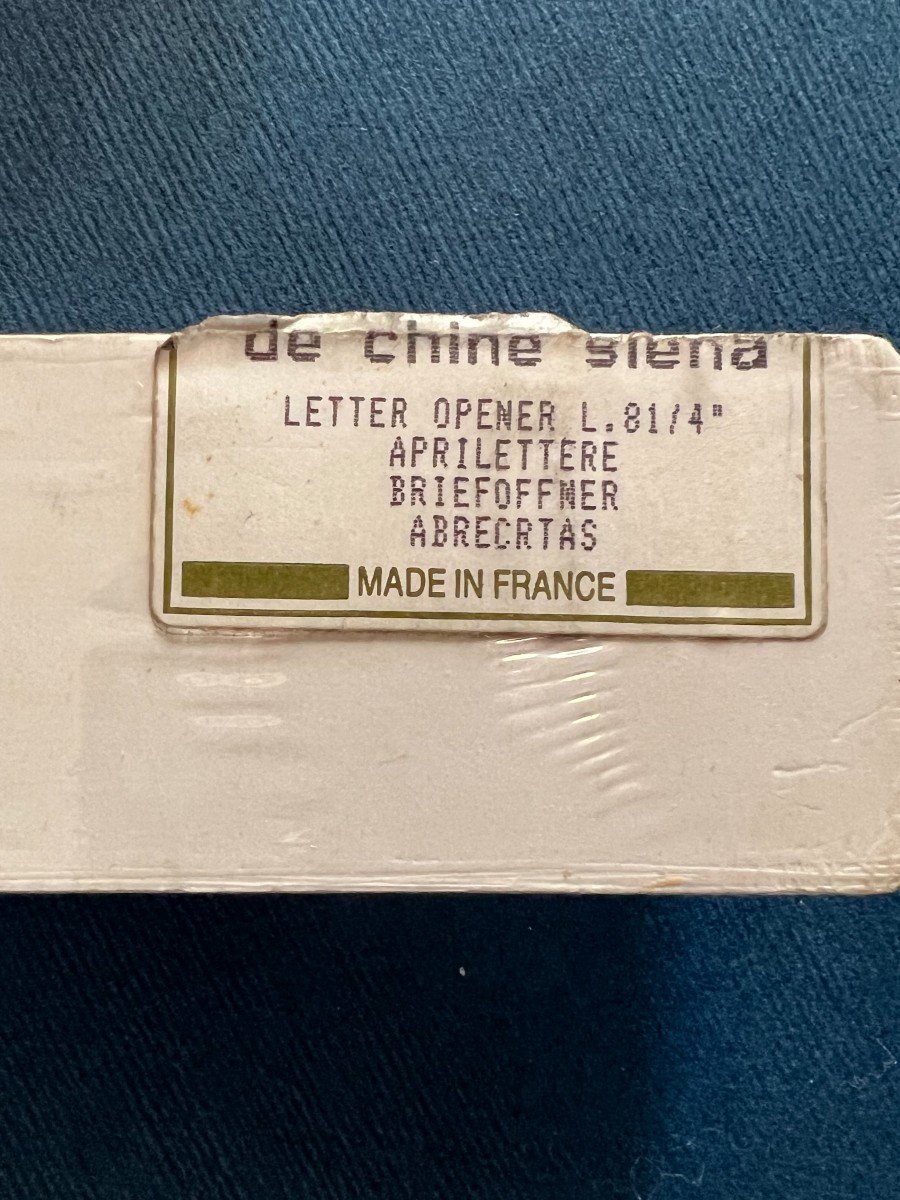 de chine siena
LETTER OPENER L.81/4"
APRILETTERE
BRIEFOFFNER
ABRECRTAS
MADE IN FRANCE